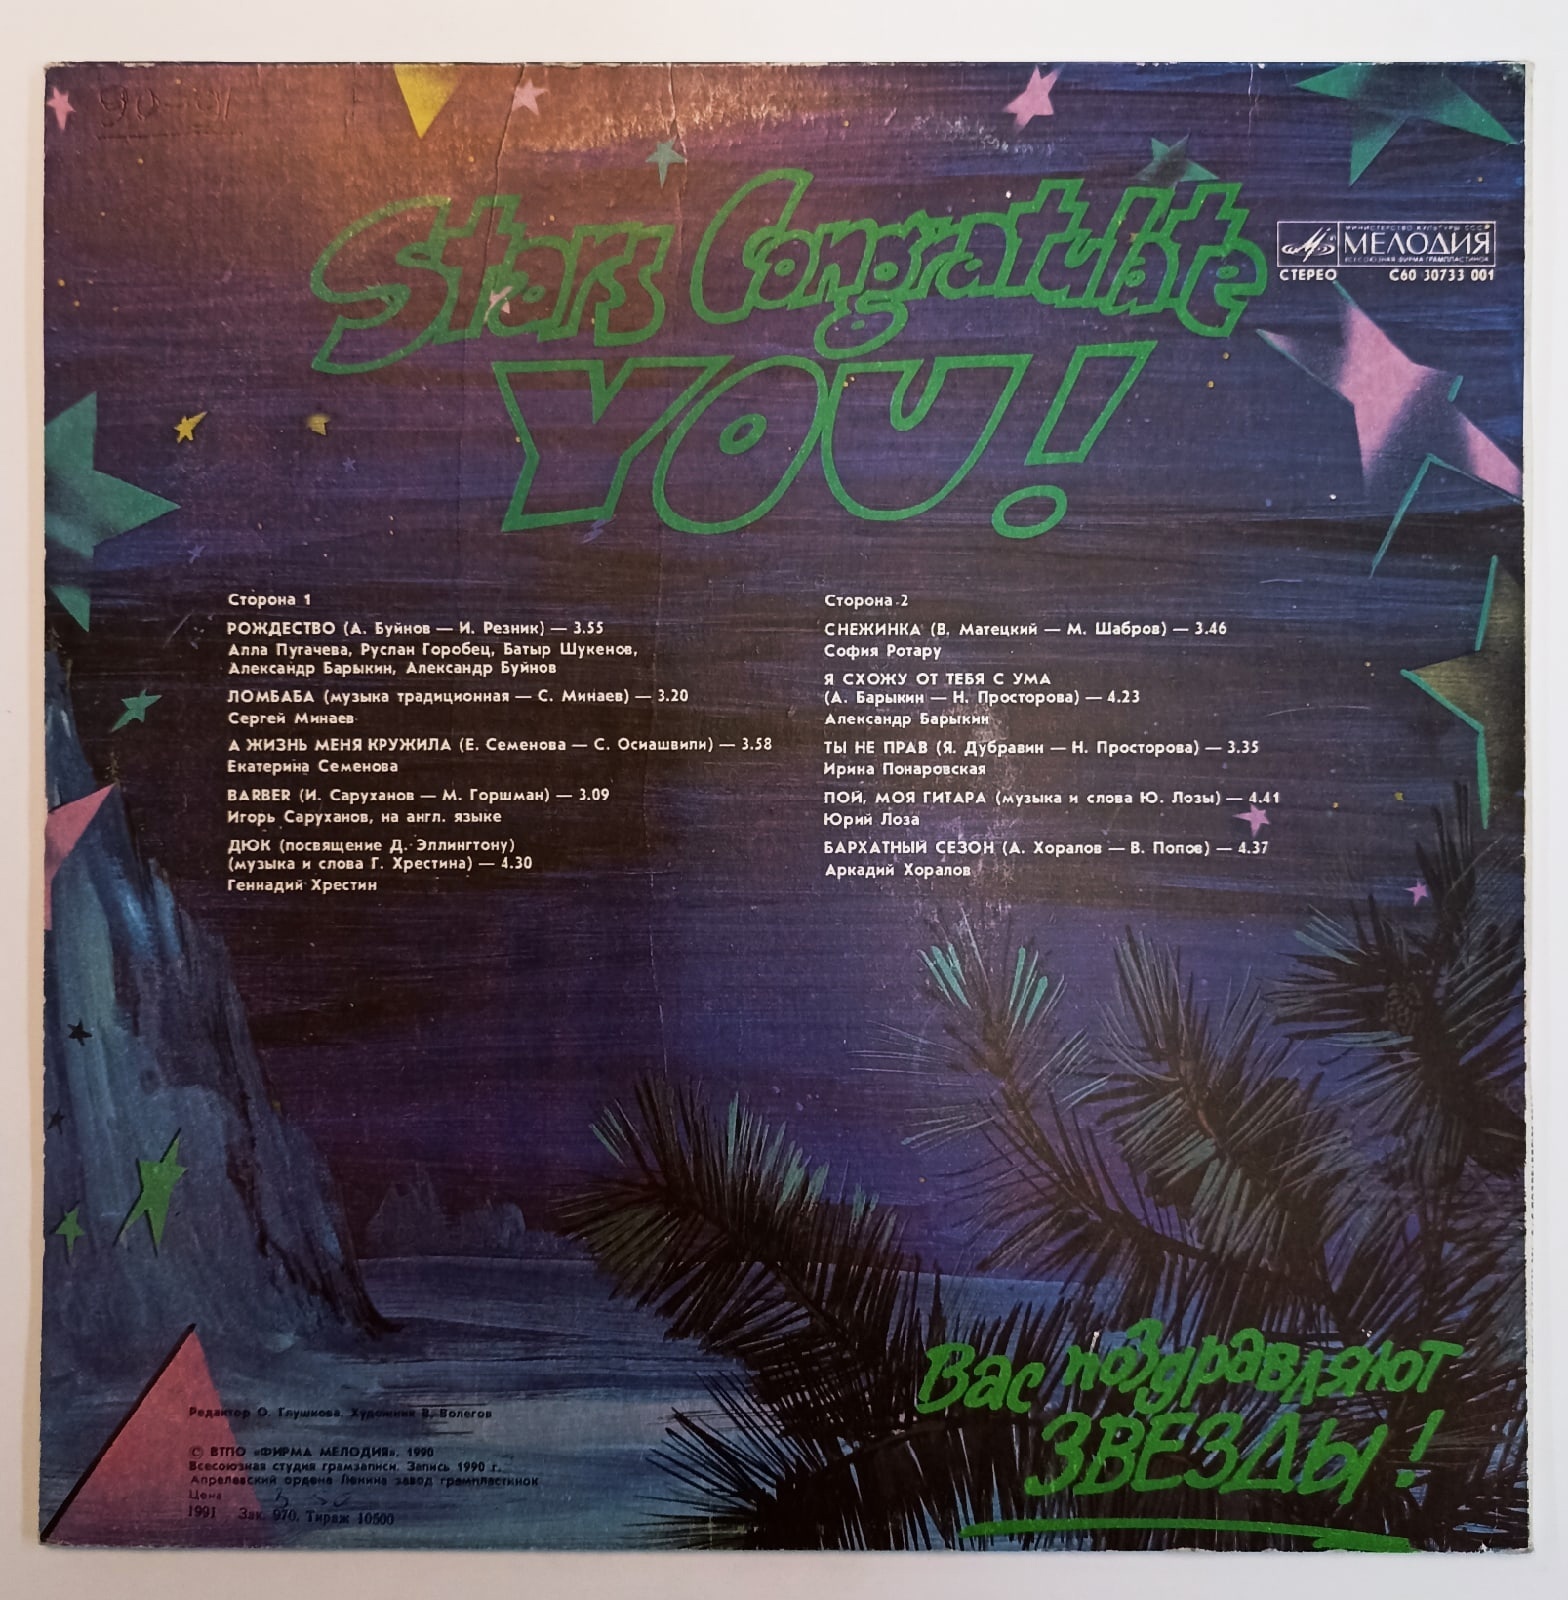 Stars Congratulate
YOU!
МИНИСТЕРСТВО КУЛЬТУРЫ СССР
МЕЛОДИЯ
ВСЕСОЮЗНАЯ ФИРМА ГРАМПЛАСТИНОК
СТЕРЕО С60 30733 001
Сторона 1
РОЖДЕСТВО (А. Буйнов — И. Резник) — 3.55
Алла Пугачева, Руслан Горобец, Батыр Шукенов,
Александр Барыкин, Александр Буйнов
ЛОМБАБА (музыка традиционная — С. Минаев) — 3.20
Сергей Минаев
А ЖИЗНЬ МЕНЯ КРУЖИЛА (Е. Семенова — С. Осиашвили) — 3.58
Екатерина Семенова
BARBER (И. Саруханов — М. Горшман) — 3.09
Игорь Саруханов, на англ. языке
ДЮК (посвящение Д. Эллингтону)
(музыка и слова Г. Хрестина) — 4.30
Геннадий Хрестин
Сторона 2
СНЕЖИНКА (В. Матецкий — М. Шабров) — 3.46
София Ротару
Я СХОЖУ ОТ ТЕБЯ С УМА
(А. Барыкин — Н. Просторова) — 4.23
Александр Барыкин
ТЫ НЕ ПРАВ (Я. Дубравин — Н. Просторова) — 3.35
Ирина Понаровская
ПОЙ, МОЯ ГИТАРА (музыка и слова Ю. Лозы) — 4.41
Юрий Лоза
БАРХАТНЫЙ СЕЗОН (А. Хоралов — В. Попов) — 4.37
Аркадий Хоралов
Вас поздравляют
ЗВЕЗДЫ!
Редактор О. Глушкова. Художник В. Волегов
© ВТПО «ФИРМА МЕЛОДИЯ». 1990
Всесоюзная студия грамзаписи. Запись 1990 г.
Апрелевский ордена Ленина завод грампластинок
Цена
1991 Зак. 970. Тираж 10500